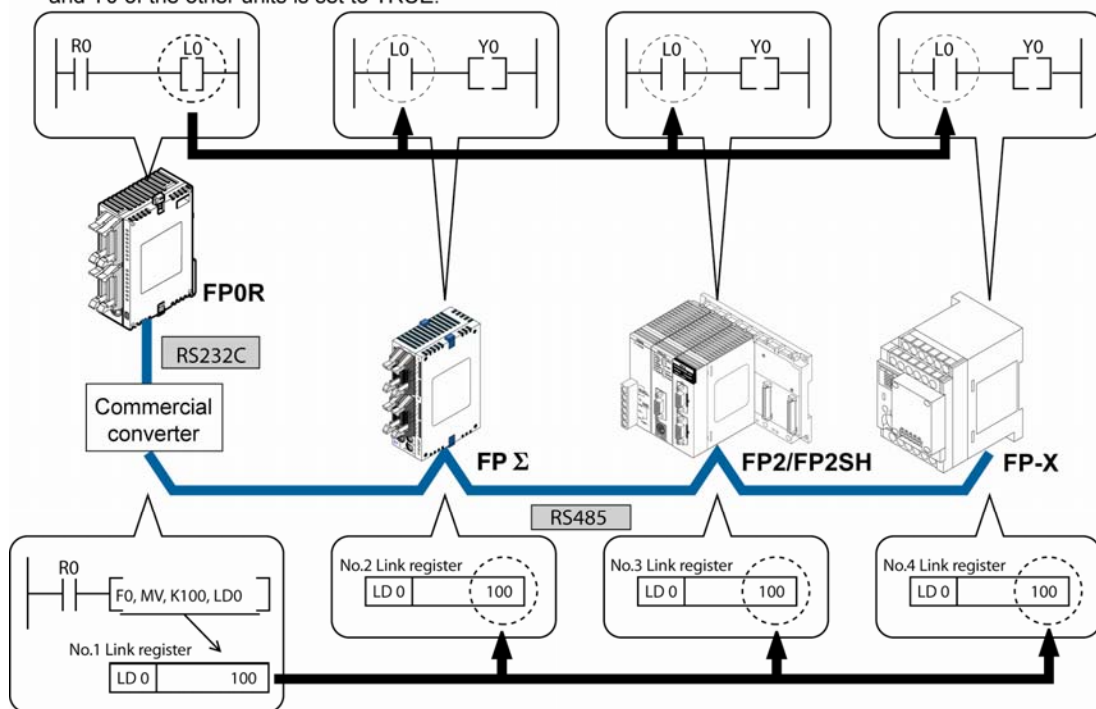 and Y0 of the other units is set to TRUE.
R0 L0
L0 Y0
L0 Y0
L0 Y0
FP0R
RS232C
Commercial
converter
FP Σ
FP2/FP2SH
FP-X
RS485
R0
F0, MV, K100, LD0
No.1 Link register
LD 0 100
No.2 Link register
LD 0 100
No.3 Link register
LD 0 100
No.4 Link register
LD 0 100